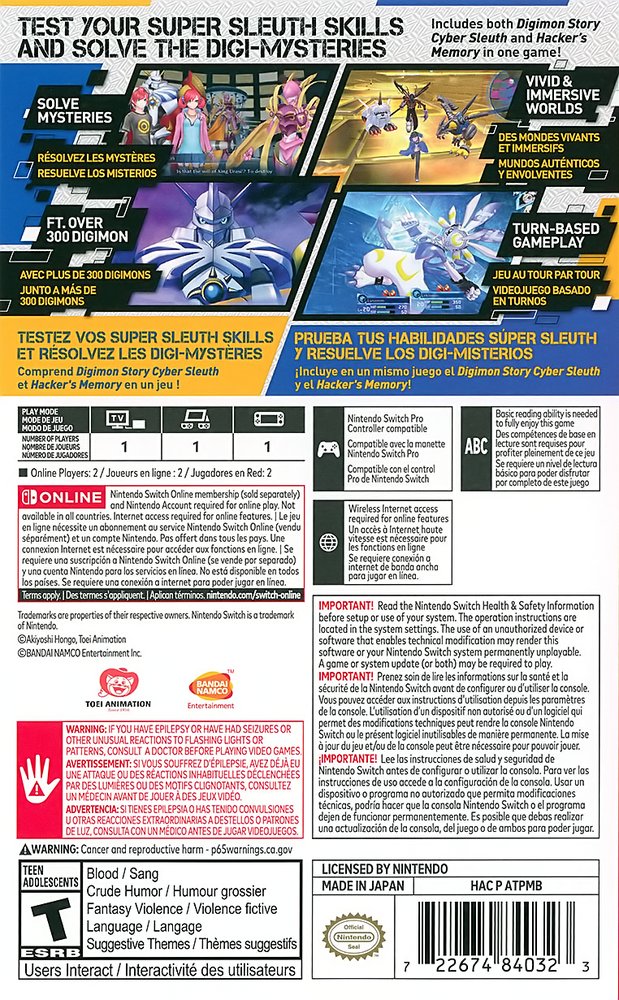 TEST YOUR SUPER SLEUTH SKILLS
AND SOLVE THE DIGI-MYSTERIES
Includes both Digimon Story
Cyber Sleuth and Hacker's
Memory in one game!
SOLVE
MYSTERIES
RÉSOLVEZ LES MYSTÈRES
RESUELVE LOS MISTERIOS
Is that the will of King Drasil? To destroy
VIVID &
IMMERSIVE
WORLDS
DES MONDES VIVANTS
ET IMMERSIFS
MUNDOS AUTÉNTICOS
Y ENVOLVENTES
FT. OVER
300 DIGIMON
AVEC PLUS DE 300 DIGIMONS
JUNTO A MÁS DE
300 DIGIMONS
TURN-BASED
GAMEPLAY
JEU AU TOUR PAR TOUR
VIDEOJUEGO BASADO
EN TURNOS
TESTEZ VOS SUPER SLEUTH SKILLS
ET RÉSOLVEZ LES DIGI-MYSTÈRES
Comprend Digimon Story Cyber Sleuth
et Hacker's Memory en un jeu !
PRUEBA TUS HABILIDADES SÚPER SLEUTH
Y RESUELVE LOS DIGI-MISTERIOS
¡Incluye en un mismo juego el Digimon Story Cyber Sleuth
y el Hacker's Memory!
PLAY MODE
MODE DE JEU
MODO DE JUEGO
TV
NUMBER OF PLAYERS
NOMBRE DE JOUEURS
NÚMERO DE JUGADORES
1 1 1
Online Players: 2 / Joueurs en ligne : 2 / Jugadores en Red: 2
ONLINE
Nintendo Switch Online membership (sold separately)
and Nintendo Account required for online play. Not
available in all countries. Internet access required for online features. | Le jeu
en ligne nécessite un abonnement au service Nintendo Switch Online (vendu
séparément) et un compte Nintendo. Pas offert dans tous les pays. Une
connexion Internet est nécessaire pour accéder aux fonctions en ligne. | Se
requiere una suscripción a Nintendo Switch Online (se vende por separado)
y una cuenta Nintendo para los servicios en línea. No está disponible en todos
los países. Se requiere una conexión a internet para poder jugar en línea.
Terms apply. | Des termes s'appliquent. | Aplican términos. nintendo.com/switch-online
Nintendo Switch Pro
Controller compatible
Compatible avec la manette
Nintendo Switch Pro
Compatible con el control
Pro de Nintendo Switch
ABC
Basic reading ability is needed
to fully enjoy this game
Des compétences de base en
lecture sont requises pour
profiter pleinement de ce jeu
Se requiere un nivel de lectura
básico para poder disfrutar
por completo de este juego
Wireless Internet access
required for online features
Un accès à Internet haute
vitesse est nécessaire pour
les fonctions en ligne
Se requiere conexión a
internet de banda ancha
para jugar en línea.
Trademarks are property of their respective owners. Nintendo Switch is a trademark
of Nintendo.
©Akiyoshi Hongo, Toei Animation
©BANDAI NAMCO Entertainment Inc.
TOEI ANIMATION
BANDAI
NAMCO
Entertainment
TM
WARNING: IF YOU HAVE EPILEPSY OR HAVE HAD SEIZURES OR
OTHER UNUSUAL REACTIONS TO FLASHING LIGHTS OR
PATTERNS, CONSULT A DOCTOR BEFORE PLAYING VIDEO GAMES.
AVERTISSEMENT: SI VOUS SOUFFREZ D'ÉPILEPSIE, AVEZ DÉJÀ EU
UNE ATTAQUE OU DES RÉACTIONS INHABITUELLES DÉCLENCHÉES
PAR DES LUMIÈRES OU DES MOTIFS CLIGNOTANTS, CONSULTEZ
UN MÉDECIN AVANT DE JOUER À DES JEUX VIDÉO.
ADVERTENCIA: SI TIENES EPILEPSIA O HAS TENIDO CONVULSIONES
U OTRAS REACCIONES EXTRAORDINARIAS A DESTELLOS O PATRONES
DE LUZ, CONSULTA CON UN MÉDICO ANTES DE JUGAR VIDEOJUEGOS.
WARNING: Cancer and reproductive harm - p65warnings.ca.gov
IMPORTANT! Read the Nintendo Switch Health & Safety Information
before setup or use of your system. The operation instructions are
located in the system settings. The use of an unauthorized device or
software that enables technical modification may render this
software or your Nintendo Switch system permanently unplayable.
A game or system update (or both) may be required to play.
IMPORTANT! Prenez soin de lire les informations sur la santé et la
sécurité de la Nintendo Switch avant de configurer ou d'utiliser la console.
Vous pouvez accéder aux instructions d'utilisation depuis les paramètres
de la console. L'utilisation d'un dispositif non autorisé ou d'un logiciel qui
permet des modifications techniques peut rendre la console Nintendo
Switch ou le présent logiciel inutilisables de manière permanente. La mise
à jour du jeu et/ou de la console peut être nécessaire pour pouvoir jouer.
¡IMPORTANTE! Lee las instrucciones de salud y seguridad de
Nintendo Switch antes de configurar o utilizar la consola. Para ver las
instrucciones de uso accede a la configuración de la consola. Usar un
dispositivo o programa no autorizado que permita modificaciones
técnicas, podría hacer que la consola Nintendo Switch o el programa
dejen de funcionar permanentemente. Es posible que debas realizar
una actualización de la consola, del juego o de ambos para poder jugar.
TEEN
ADOLESCENTS
T
ESRB
Blood / Sang
Crude Humor / Humour grossier
Fantasy Violence / Violence fictive
Language / Langage
Suggestive Themes / Thèmes suggestifs
Users Interact / Interactivité des utilisateurs
LICENSED BY NINTENDO
MADE IN JAPAN
HAC P ATPMB
Official
Nintendo
Seal
7 22674 84032 3